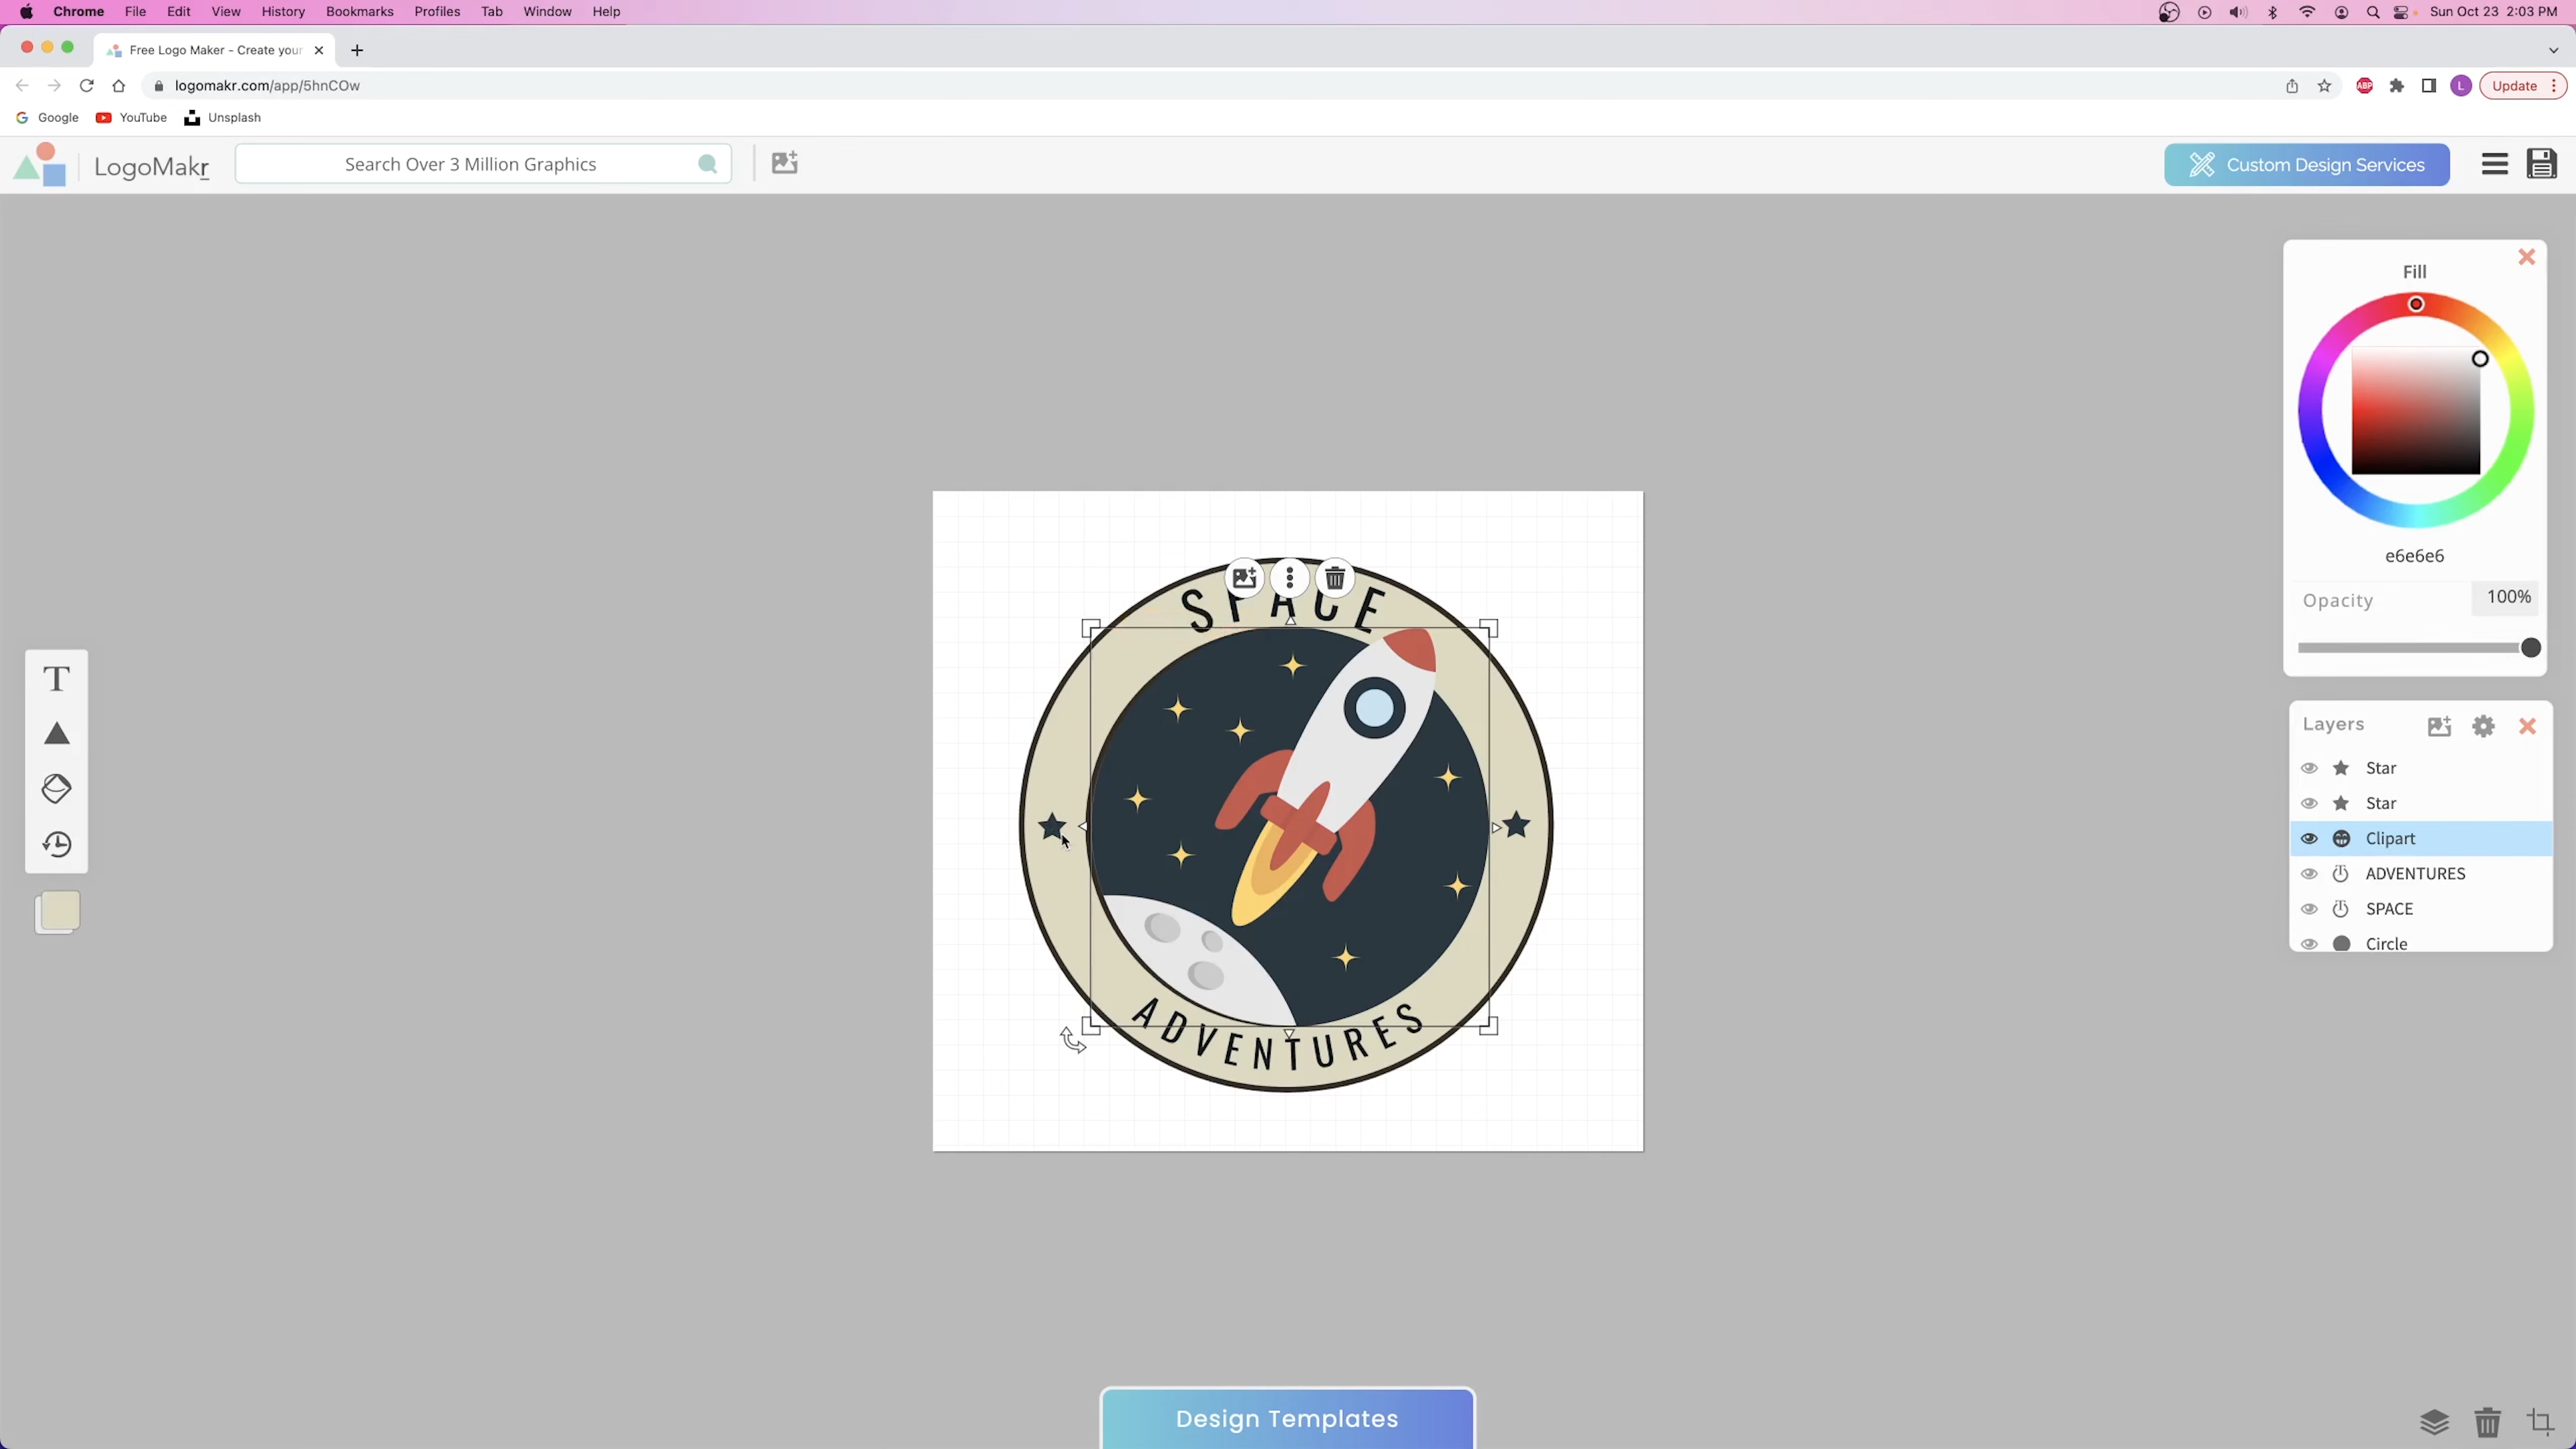 Chrome File Edit View History Bookmarks Profiles Tab Window Help Sun Oct 23 2:03 PM
Free Logo Maker - Create your
logomakr.com/app/5hnCOw ABP L Update
Google YouTube Unsplash
LogoMakr Search Over 3 Million Graphics Custom Design Services
Fill
e6e6e6
Opacity 100%
T
SPACE
ADVENTURES
Layers
Star
Star
Clipart
ADVENTURES
SPACE
Circle
Design Templates